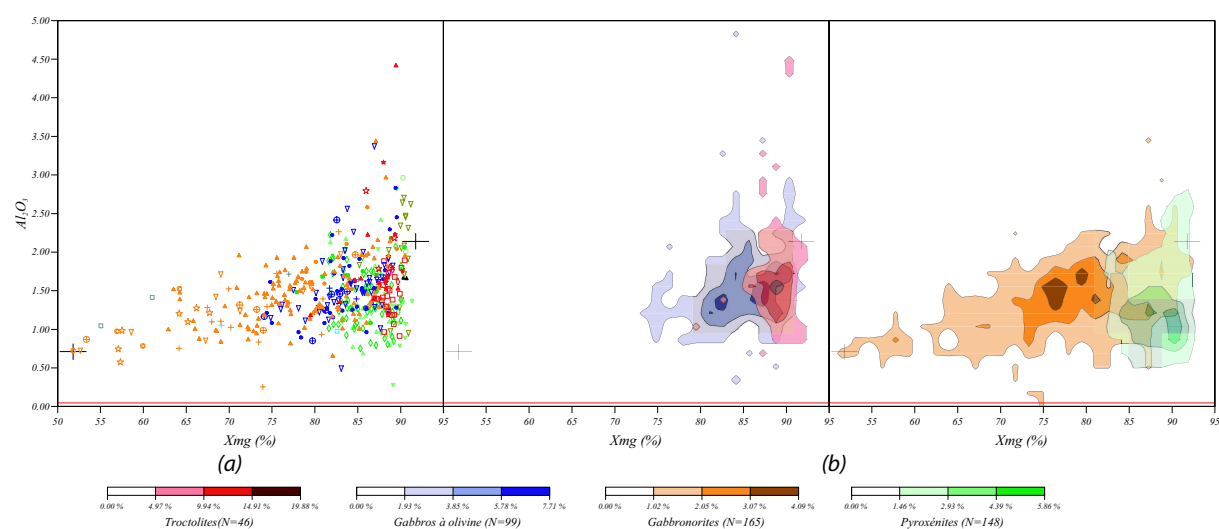 5.00
4.50
4.00
3.50
3.00
2.50
2.00
1.50
1.00
0.50
0.00
Al₂O₃
50 55 60 65 70 75 80 85 90 95
50 55 60 65 70 75 80 85 90 95
50 55 60 65 70 75 80 85 90 95
Xmg (%) Xmg (%) Xmg (%)
(a) (b)
0.00 % 4.97 % 9.94 % 14.91 % 19.88 %
Troctolites(N=46)
0.00 % 2.93 % 3.85 % 5.78 % 7.71 %
Gabbros à olivine (N=99)
0.00 % 1.02 % 2.05 % 3.07 % 4.09 %
Gabbronorites (N=165)
0.00 % 1.46 % 2.93 % 4.39 % 5.86 %
Pyroxénites (N=148)